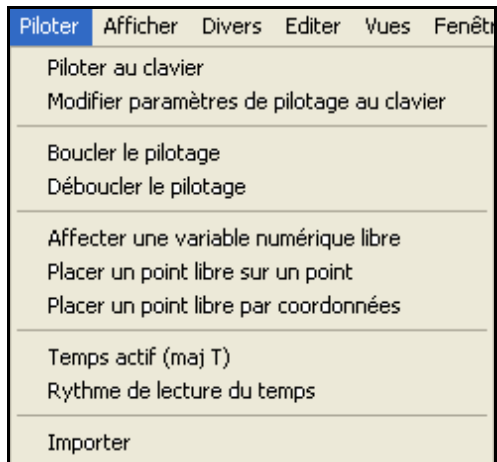 Piloter Afficher Divers Editer Vues Fenêtr
Piloter au clavier
Modifier paramètres de pilotage au clavier
Boucler le pilotage
Déboucler le pilotage
Affecter une variable numérique libre
Placer un point libre sur un point
Placer un point libre par coordonnées
Temps actif (maj T)
Rythme de lecture du temps
Importer